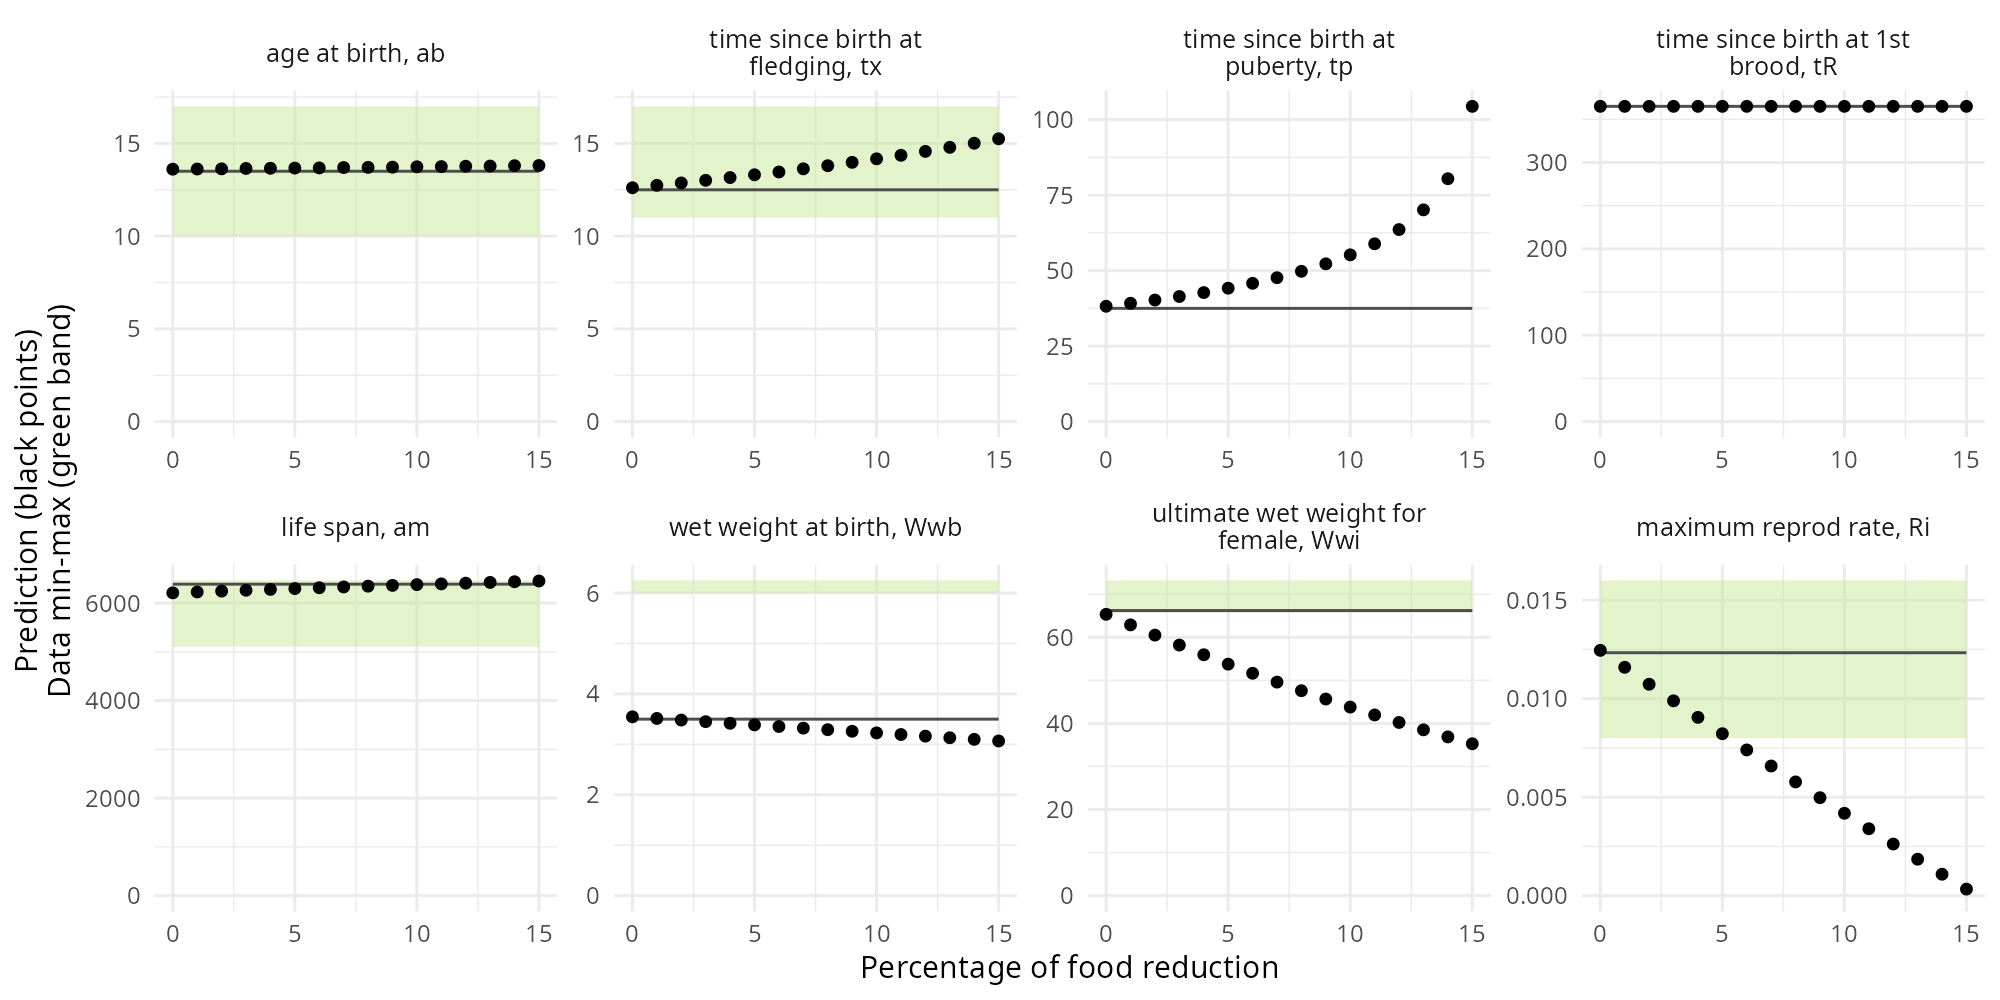 age at birth, ab
time since birth at
fledging, tx
time since birth at
puberty, tp
time since birth at 1st
brood, tR
15
10
5
0
0 5 10 15
15
10
5
0
0 5 10 15
100
75
50
25
0
0 5 10 15
300
200
100
0
0 5 10 15
life span, am
wet weight at birth, Wwb
ultimate wet weight for
female, Wwi
maximum reprod rate, Ri
6000
4000
2000
0
0 5 10 15
6
4
2
0
0 5 10 15
60
40
20
0
0 5 10 15
0.015
0.010
0.005
0.000
0 5 10 15
Prediction (black points)
Data min-max (green band)
Percentage of food reduction